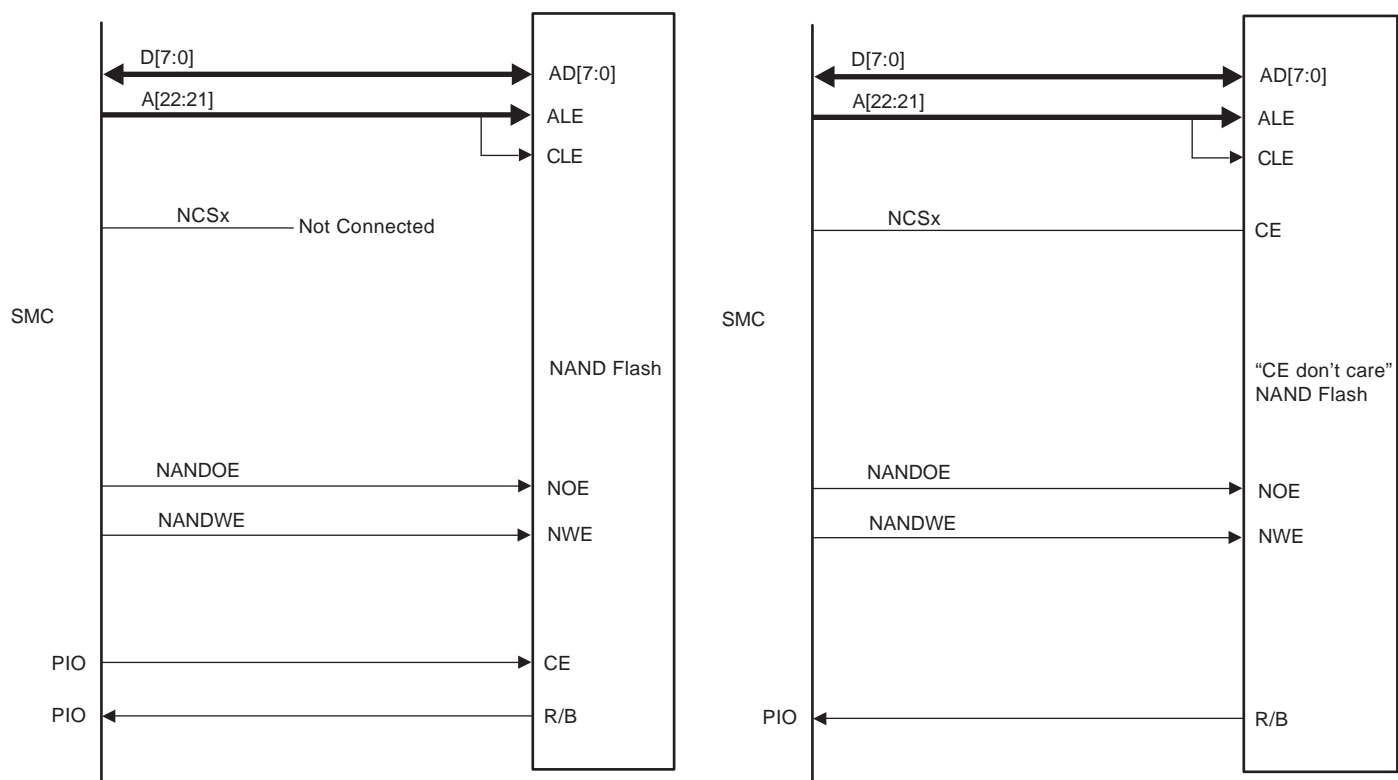 D[7:0]
AD[7:0]
A[22:21]
ALE
CLE
NCSx
Not Connected
SMC
NAND Flash
NANDOE
NOE
NANDWE
NWE
PIO
CE
PIO
R/B
D[7:0]
AD[7:0]
A[22:21]
ALE
CLE
NCSx
CE
SMC
“CE don’t care”
NAND Flash
NANDOE
NOE
NANDWE
NWE
PIO
R/B